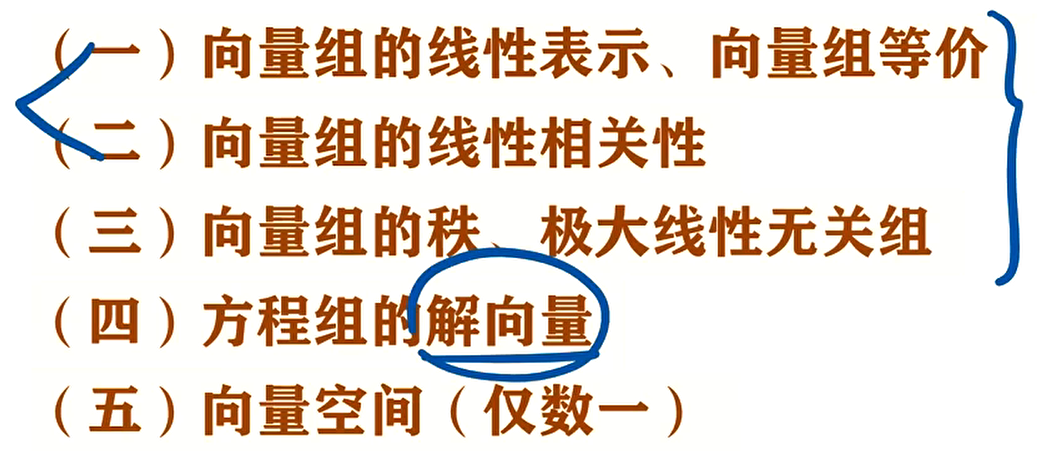 （一）向量组的线性表示、向量组等价
（二）向量组的线性相关性
（三）向量组的秩、极大线性无关组
（四）方程组的解向量
（五）向量空间（仅数一）